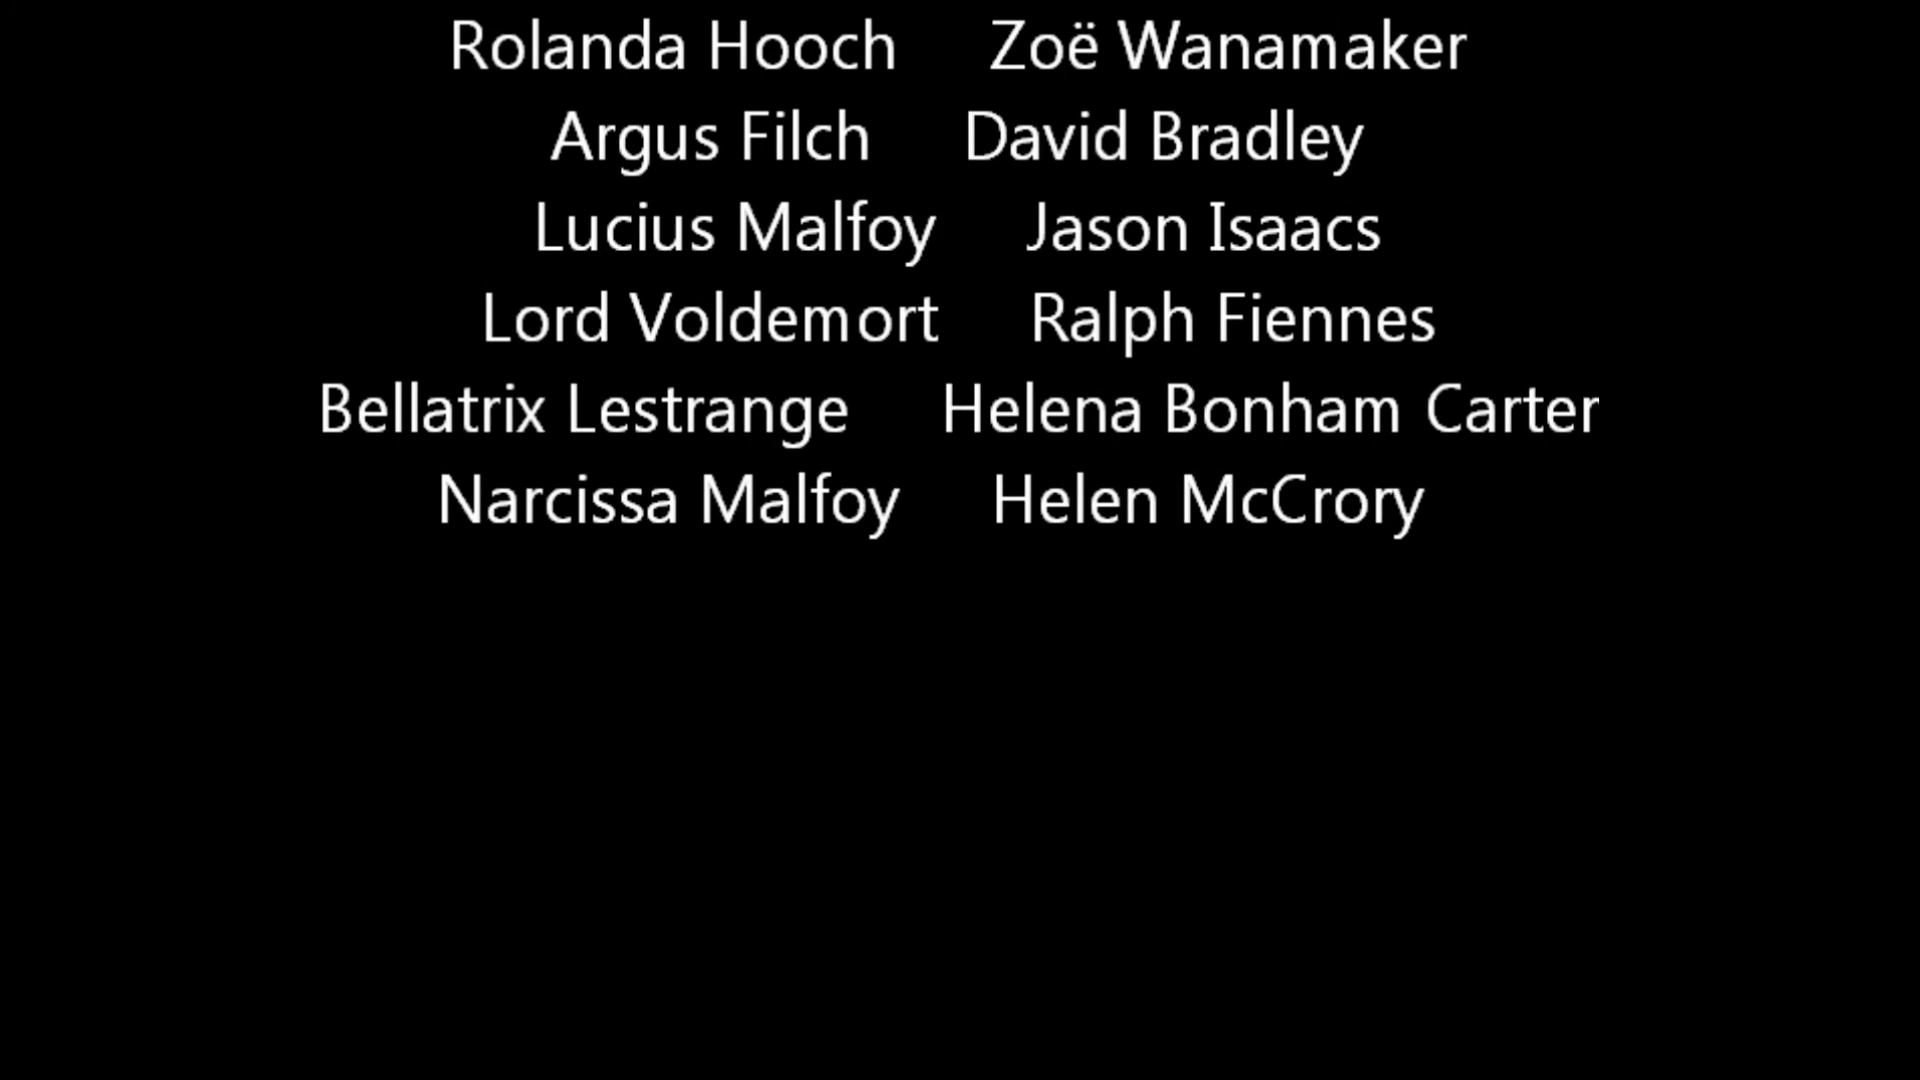 Rolanda Hooch Zoë Wanamaker
Argus Filch David Bradley
Lucius Malfoy Jason Isaacs
Lord Voldemort Ralph Fiennes
Bellatrix Lestrange Helena Bonham Carter
Narcissa Malfoy Helen McCrory